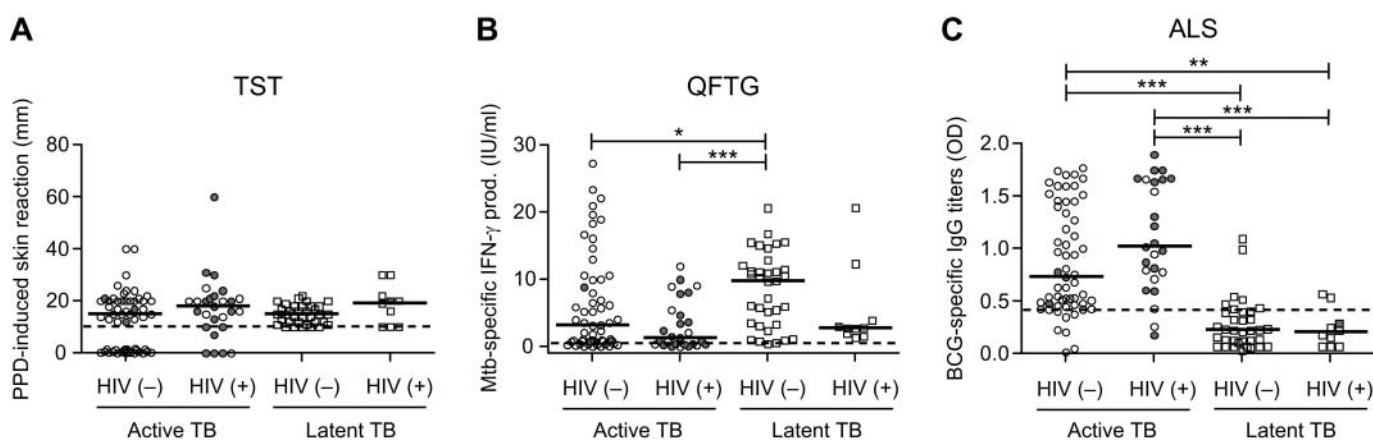 A
TST
PPD-induced skin reaction (mm)
80
60
40
20
0
HIV (–) HIV (+) HIV (–) HIV (+)
Active TB Latent TB
B
QFTG
Mtb-specific IFN-γ prod. (IU/ml)
*
***
30
20
10
0
HIV (–) HIV (+) HIV (–) HIV (+)
Active TB Latent TB
C
ALS
BCG-specific IgG titers (OD)
**
***
***
***
2.0
1.5
1.0
0.5
0.0
HIV (–) HIV (+) HIV (–) HIV (+)
Active TB Latent TB